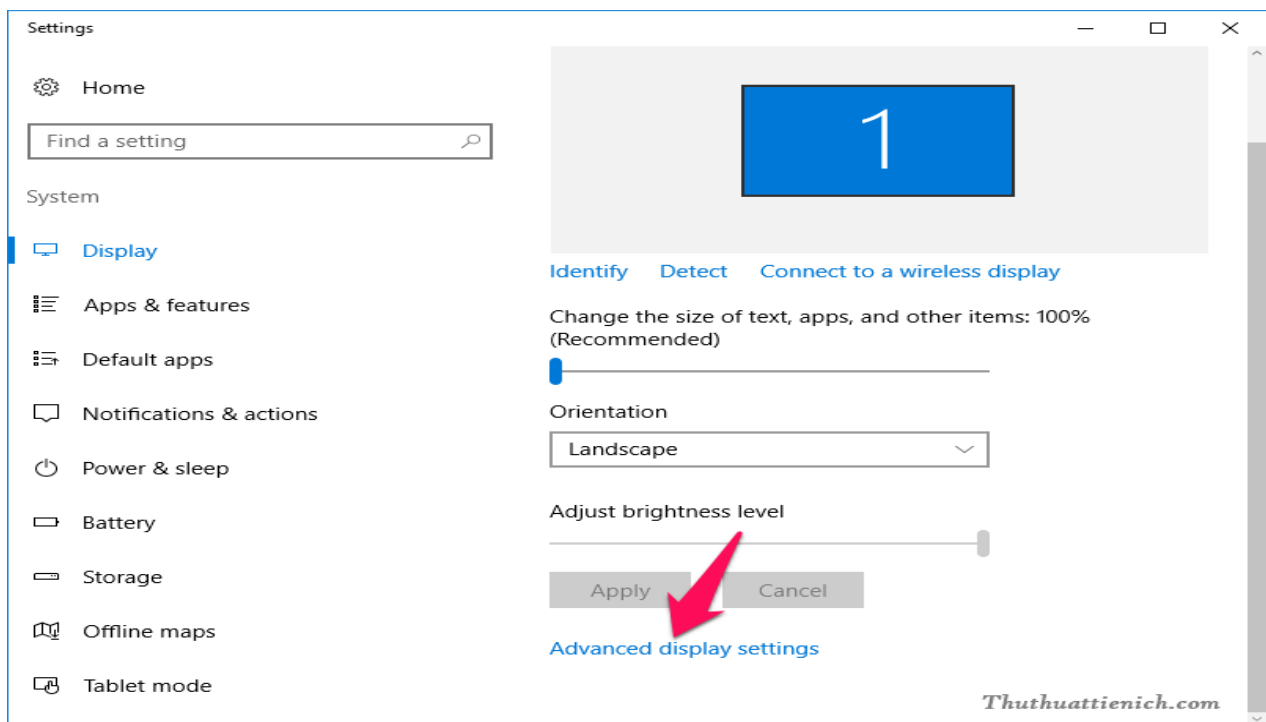 Settings
Home
Find a setting
System
Display
Apps & features
Default apps
Notifications & actions
Power & sleep
Battery
Storage
Offline maps
Tablet mode
1
Identify Detect Connect to a wireless display
Change the size of text, apps, and other items: 100%
(Recommended)
Orientation
Landscape
Adjust brightness level
Apply Cancel
Advanced display settings
Thuthuattienich.com